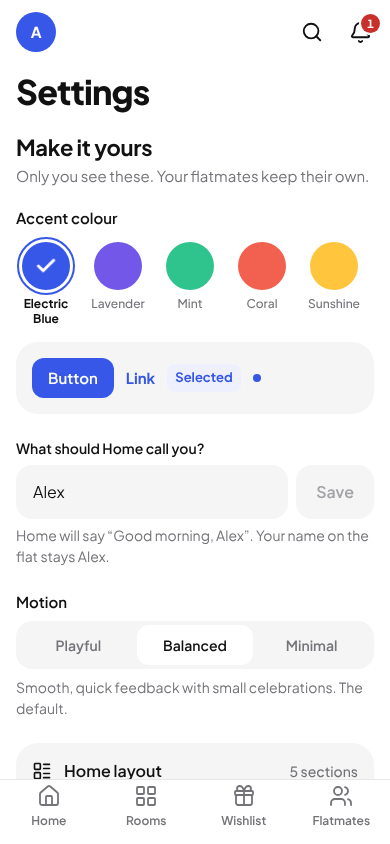 A
1
Settings
Make it yours
Only you see these. Your flatmates keep their own.
Accent colour
Electric
Blue
Lavender
Mint
Coral
Sunshine
Button
Link
Selected
What should Home call you?
Alex
Save
Home will say “Good morning, Alex”. Your name on the
flat stays Alex.
Motion
Playful
Balanced
Minimal
Smooth, quick feedback with small celebrations. The
default.
Home layout
5 sections
Home
Rooms
Wishlist
Flatmates